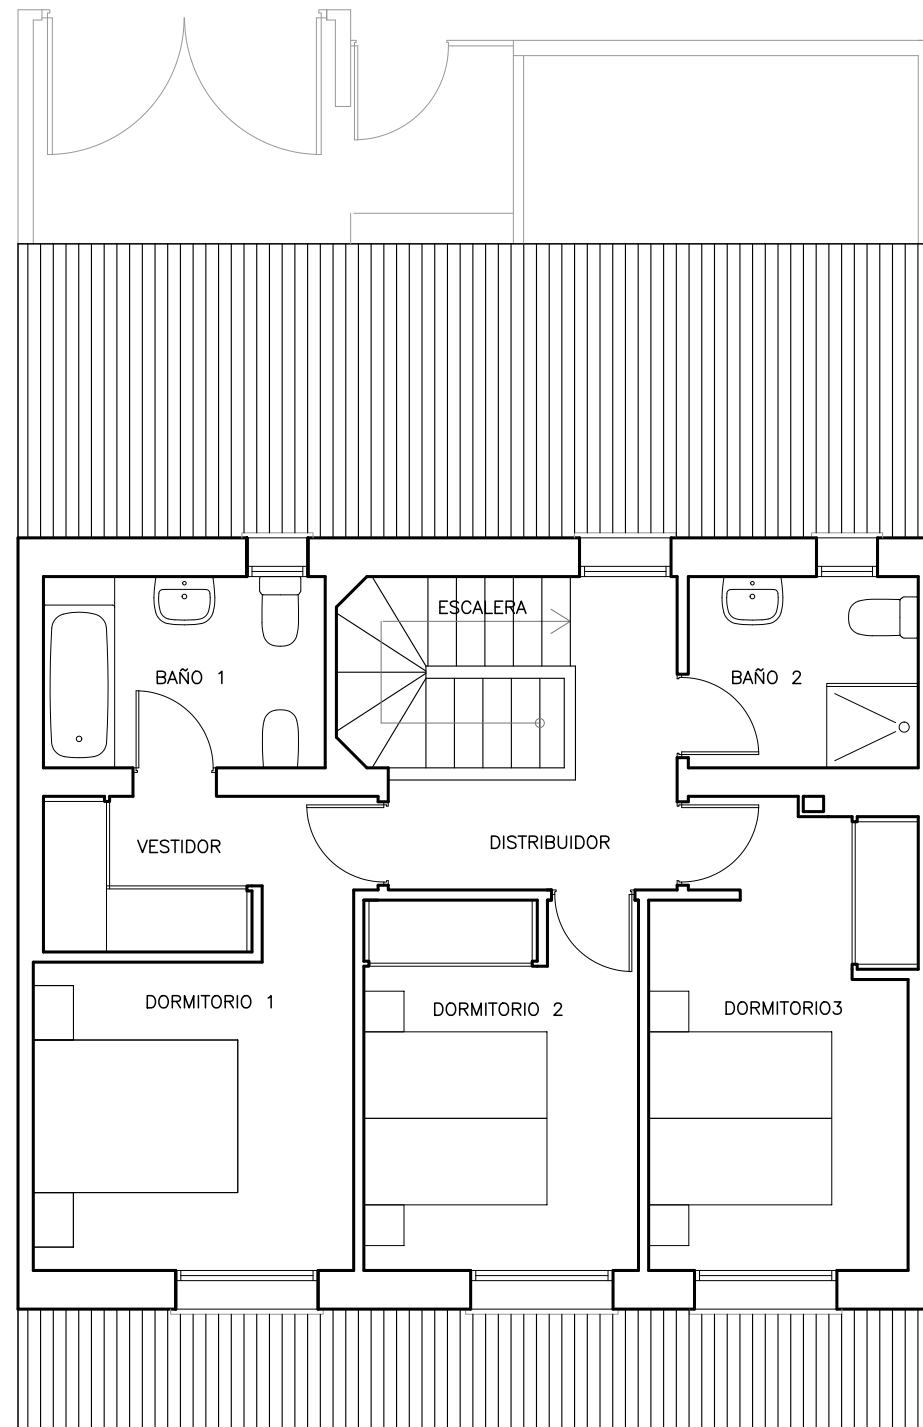 ESCALERA
BAÑO 1
BAÑO 2
VESTIDOR
DISTRIBUIDOR
DORMITORIO 1
DORMITORIO 2
DORMITORIO3